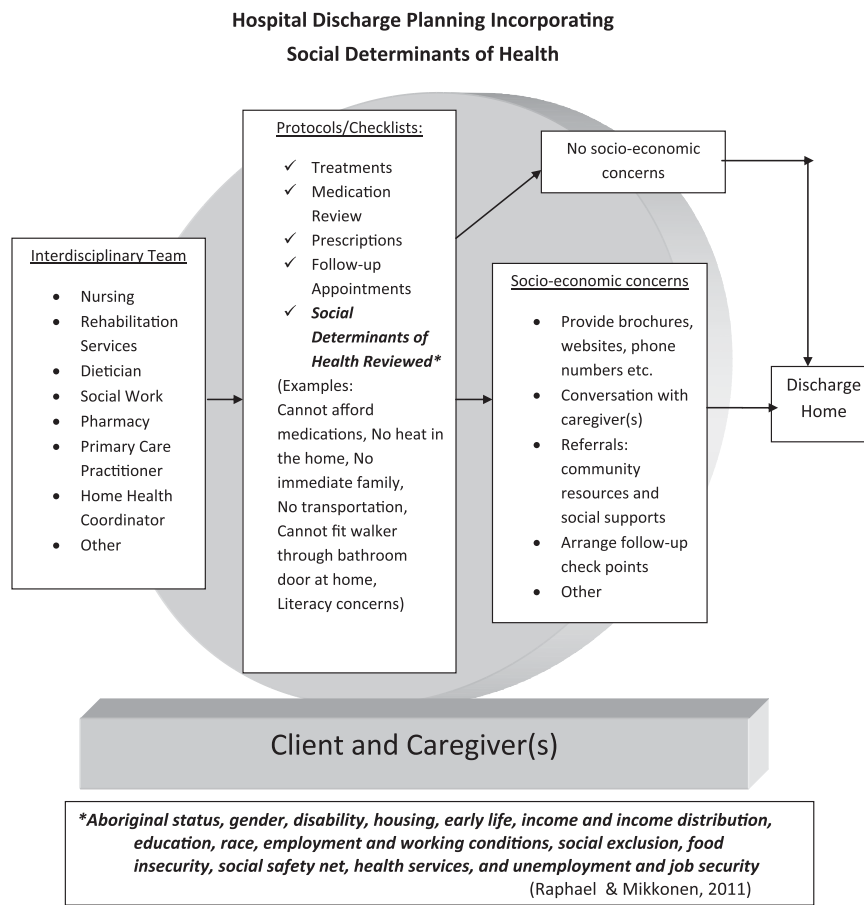 Hospital Discharge Planning Incorporating
Social Determinants of Health
Interdisciplinary Team
• Nursing
• Rehabilitation
Services
• Dietician
• Social Work
• Pharmacy
• Primary Care
Practitioner
• Home Health
Coordinator
• Other
Protocols/Checklists:
✓ Treatments
✓ Medication
Review
✓ Prescriptions
✓ Follow-up
Appointments
✓ Social
Determinants of
Health Reviewed*
(Examples:
Cannot afford
medications, No heat in
the home, No
immediate family,
No transportation,
Cannot fit walker
through bathroom
door at home,
Literacy concerns)
No socio-economic
concerns
Socio-economic concerns
• Provide brochures,
websites, phone
numbers etc.
• Conversation with
caregiver(s)
• Referrals:
community
resources and
social supports
• Arrange follow-up
check points
• Other
Discharge
Home
Client and Caregiver(s)
*Aboriginal status, gender, disability, housing, early life, income and income distribution,
education, race, employment and working conditions, social exclusion, food
insecurity, social safety net, health services, and unemployment and job security
(Raphael & Mikkonen, 2011)